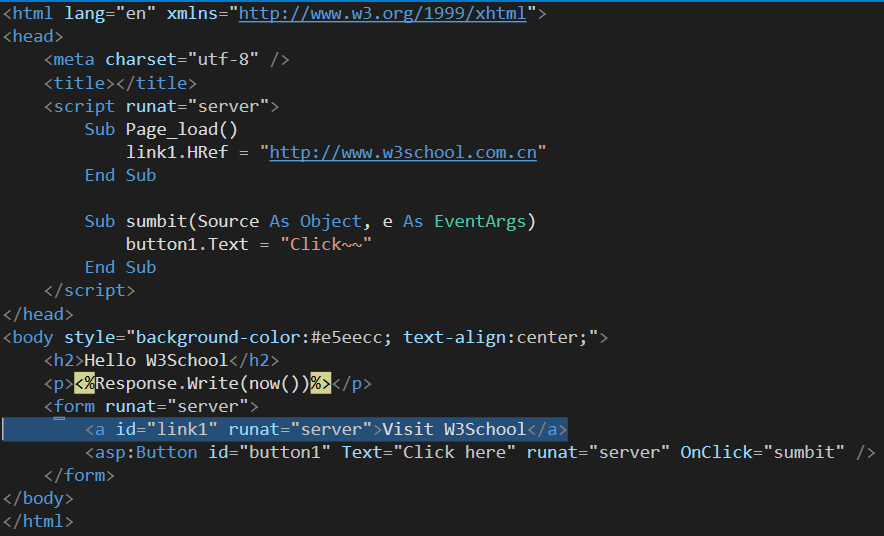 <html lang="en" xmlns="http://www.w3.org/1999/xhtml">
<head>
    <meta charset="utf-8" />
    <title></title>
    <script runat="server">
        Sub Page_load()
            link1.HRef = "http://www.w3school.com.cn"
        End Sub

        Sub sumbit(Source As Object, e As EventArgs)
            button1.Text = "Click~~"
        End Sub
    </script>
</head>
<body style="background-color:#e5eecc; text-align:center;">
    <h2>Hello W3School</h2>
    <p><%Response.Write(now())%></p>
    <form runat="server">
        <a id="link1" runat="server">Visit W3School</a>
        <asp:Button id="button1" Text="Click here" runat="server" OnClick="sumbit" />
    </form>
</body>
</html>